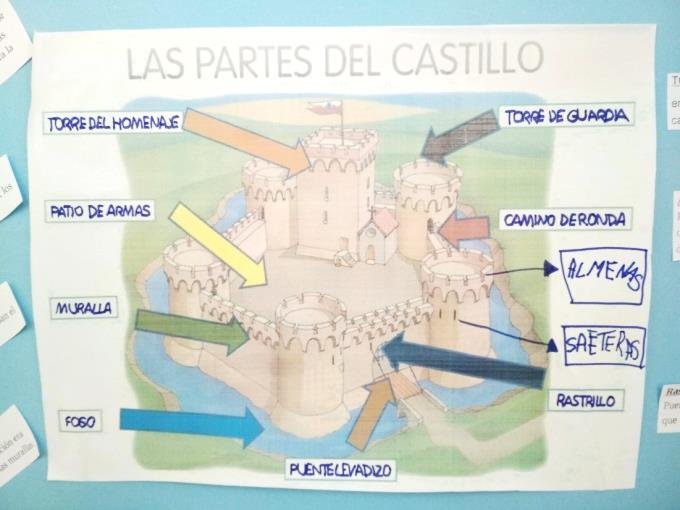 LAS PARTES DEL CASTILLO
TORRE DEL HOMENAJE
TORRE DE GUARDIA
PATIO DE ARMAS
CAMINO DE RONDA
ALMENAS
MURALLA
SAETERAS
RASTRILLO
FOSO
PUENTE LEVADIZO